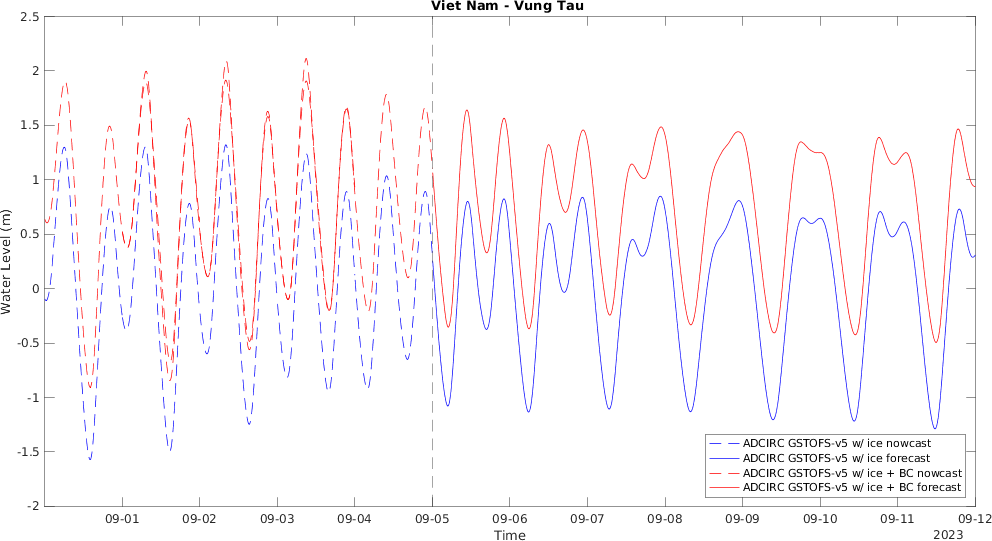 Viet Nam - Vung Tau
2.5
2
1.5
1
0.5
0
-0.5
-1
-1.5
-2
Water Level (m)
ADCIRC GSTOFS-v5 w/ ice nowcast
ADCIRC GSTOFS-v5 w/ ice forecast
ADCIRC GSTOFS-v5 w/ ice + BC nowcast
ADCIRC GSTOFS-v5 w/ ice + BC forecast
09-01 09-02 09-03 09-04 09-05 09-06 09-07 09-08 09-09 09-10 09-11 09-12
Time
2023